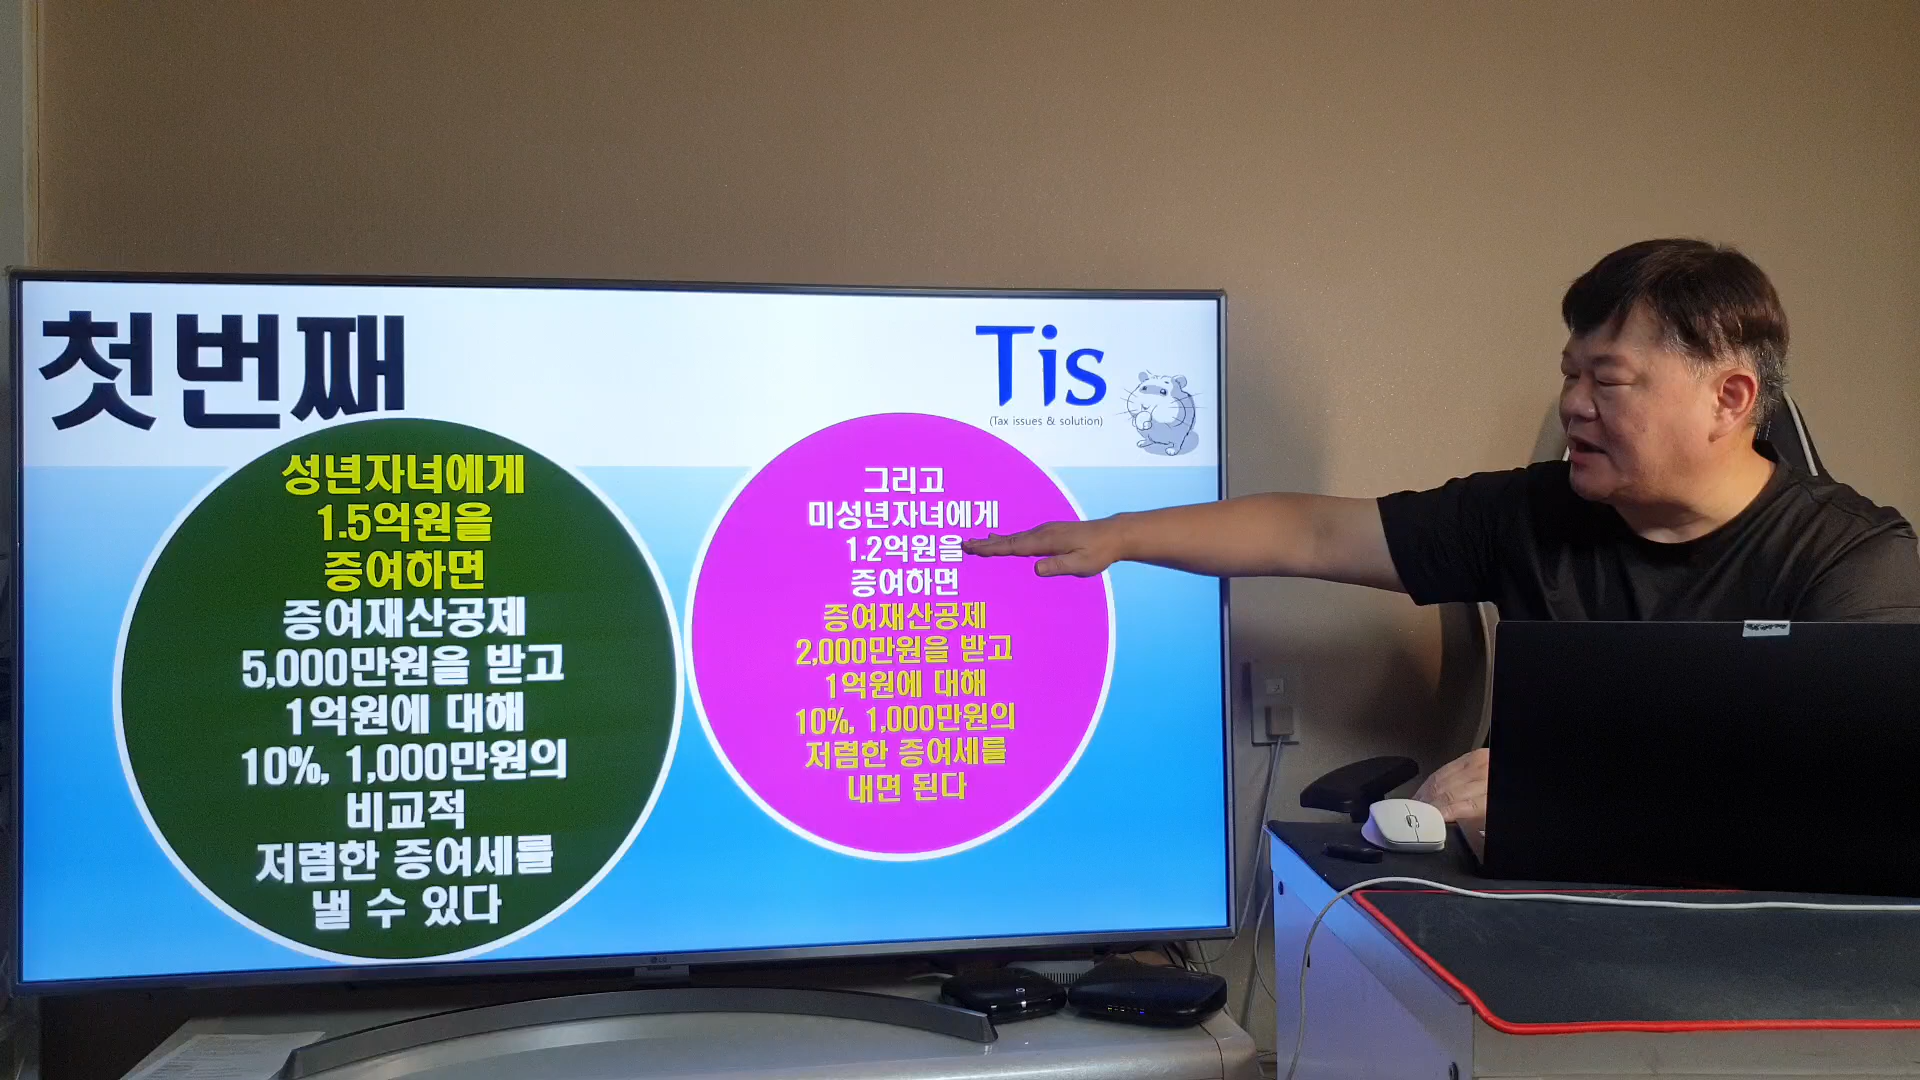 첫번째
Tis
(Tax issues & solution)
성년자녀에게
1.5억원을
증여하면
증여재산공제
5,000만원을 받고
1억원에 대해
10%, 1,000만원의
비교적
저렴한 증여세를
낼 수 있다
그리고
미성년자녀에게
1.2억원을
증여하면
증여재산공제
2,000만원을 받고
1억원에 대해
10%, 1,000만원의
저렴한 증여세를
내면 된다
LG